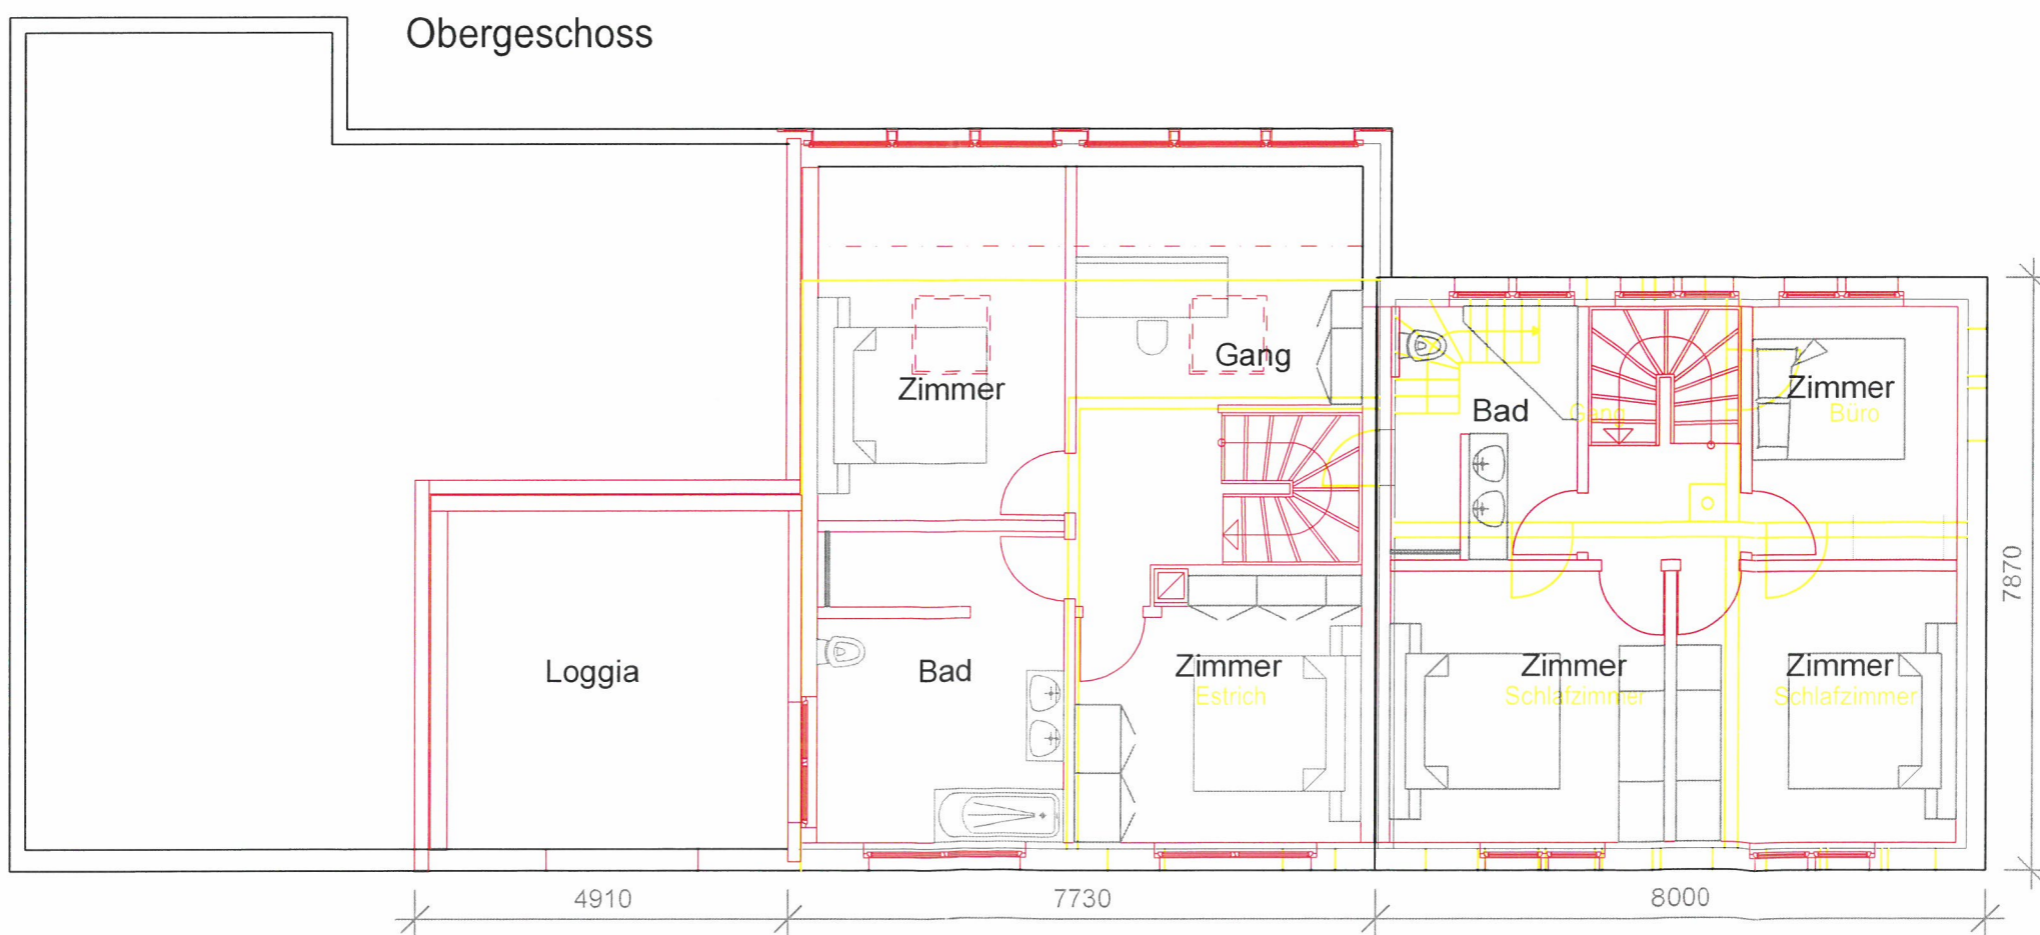 Obergeschoss
Zimmer
Gang
Bad
Gang
Zimmer
Büro
Loggia
Bad
Zimmer
Estrich
Zimmer
Schlafzimmer
Zimmer
Schlafzimmer
7870
4910
7730
8000